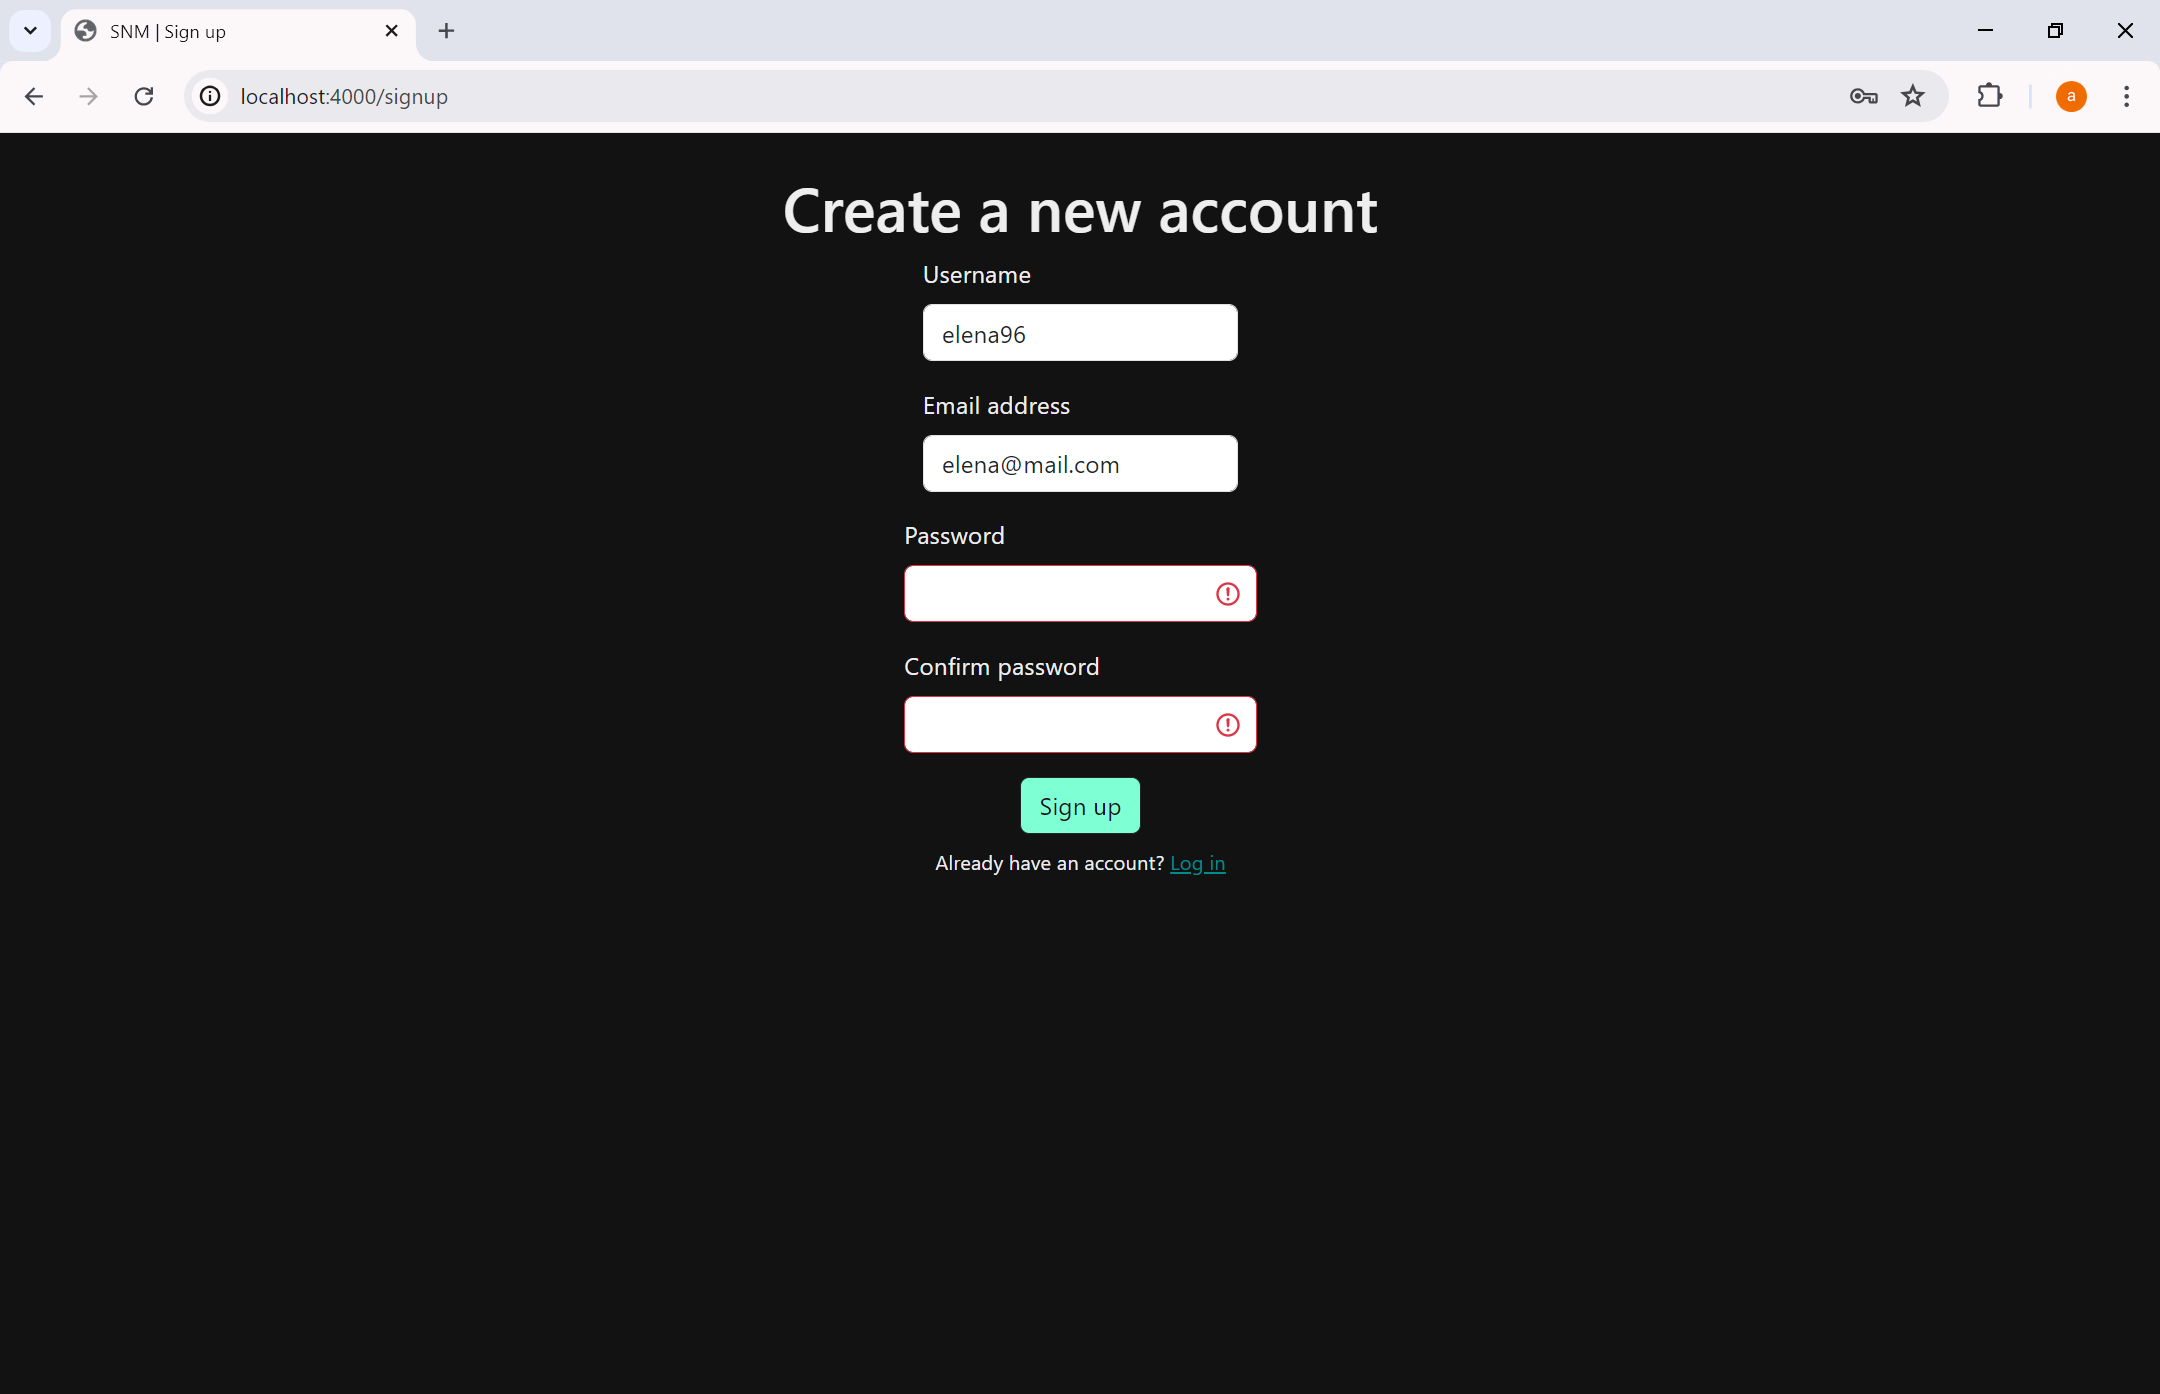 SNM | Sign up
localhost:4000/signup
a
Create a new account
Username
elena96
Email address
elena@mail.com
Password
Confirm password
Sign up
Already have an account? Log in